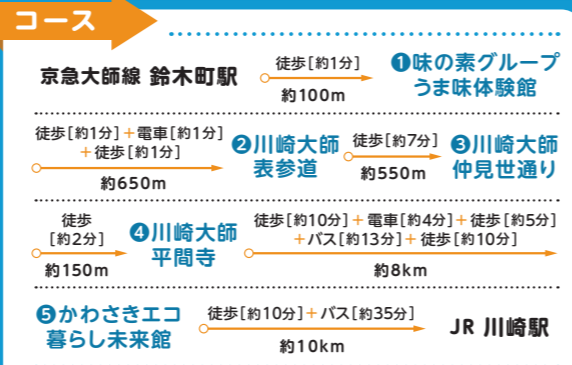 コース
京急大師線 鈴木町駅
徒歩[約1分]
約100m
❶味の素グループ
うま味体験館
徒歩[約1分]+電車[約1分]
+徒歩[約1分]
約650m
❷川崎大師
表参道
徒歩[約7分]
約550m
❸川崎大師
仲見世通り
徒歩
[約2分]
約150m
❹川崎大師
平間寺
徒歩[約10分]+電車[約4分]+徒歩[約5分]
+バス[約13分]+徒歩[約10分]
約8km
❺かわさきエコ
暮らし未来館
徒歩[約10分]+バス[約35分]
約10km
JR 川崎駅